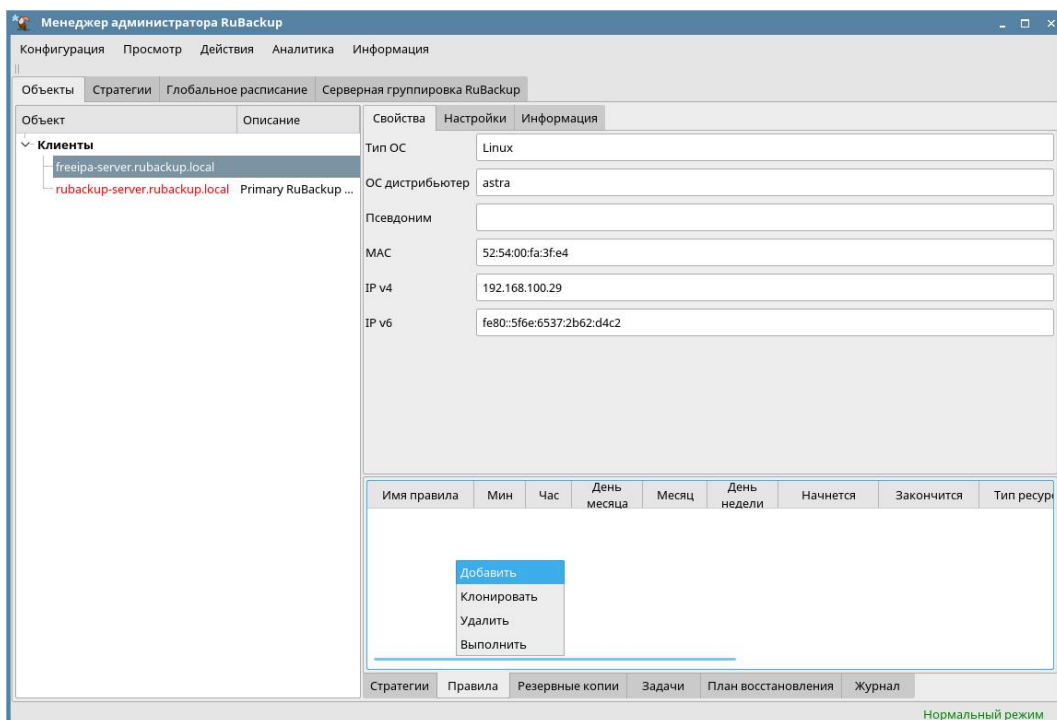 Менеджер администратора RuBackup
Конфигурация Просмотр Действия Аналитика Информация
Объекты Стратегии Глобальное расписание Серверная группировка RuBackup
Объект Описание
Клиенты
freeipa-server.rubackup.local
rubackup-server.rubackup.local Primary RuBackup ...
Свойства Настройки Информация
Тип ОС Linux
ОС дистрибьютер astra
Псевдоним
MAC 52:54:00:fa:3f:e4
IP v4 192.168.100.29
IP v6 fe80::5f6e:6537:2b62:d4c2
Имя правила Мин Час День месяца Месяц День недели Начнется Закончится Тип ресур
Добавить
Клонировать
Удалить
Выполнить
Стратегии Правила Резервные копии Задачи План восстановления Журнал
Нормальный режим